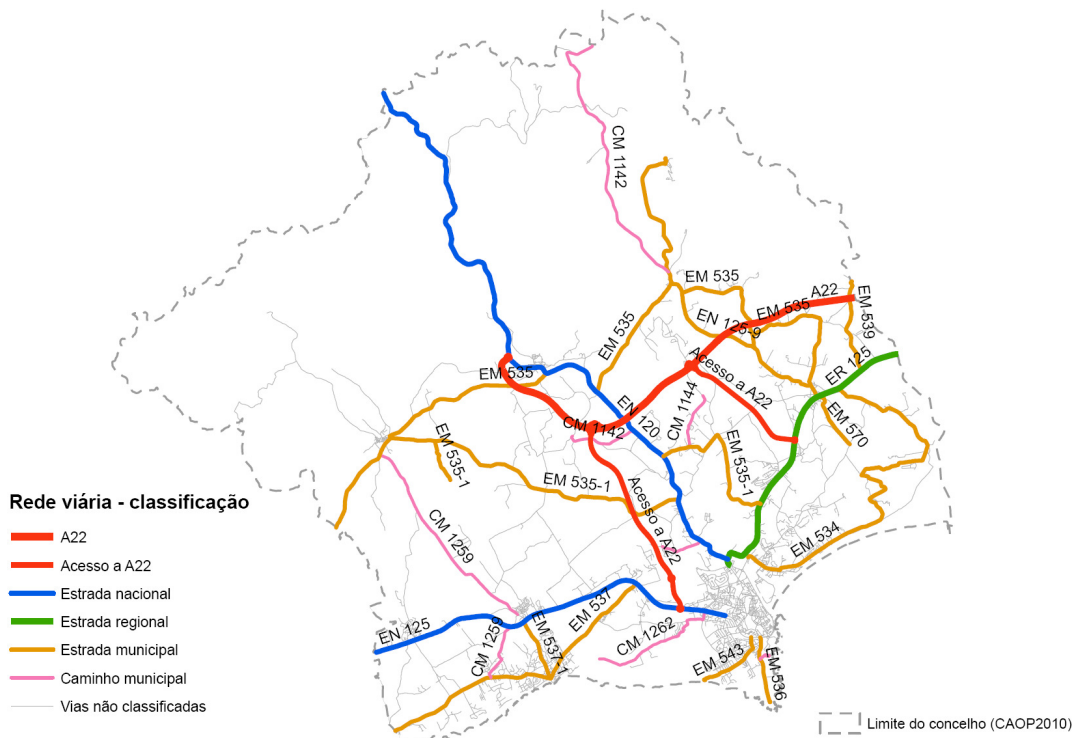 CM 1142
EM 535
A22
EM 535
EM 539
EN 125-9
EM 535
Acesso a A22
ER 125
EM 535
EN 120
CM 1144
CM 1142
EM 570
EM 535-1
EM 535-1
EM 535-1
Acesso a A22
EM 534
CM 1259
EM 537
EN 125
CM 1259
EM 537-1
CM 1262
EM 543
EM 536
Rede viária - classificação
A22
Acesso a A22
Estrada nacional
Estrada regional
Estrada municipal
Caminho municipal
Vias não classificadas
Limite do concelho (CAOP2010)